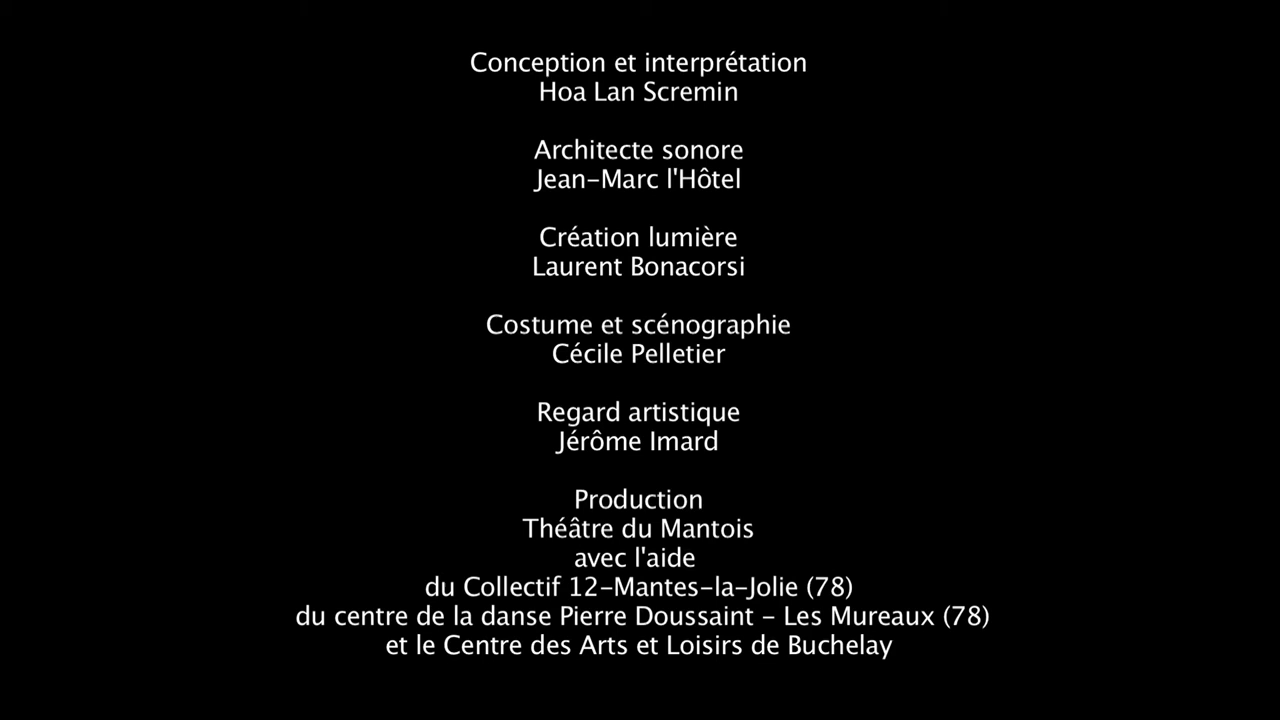 Conception et interprétation
Hoa Lan Scremin
Architecte sonore
Jean-Marc l'Hôtel
Création lumière
Laurent Bonacorsi
Costume et scénographie
Cécile Pelletier
Regard artistique
Jérôme Imard
Production
Théâtre du Mantois
avec l'aide
du Collectif 12-Mantes-la-Jolie (78)
du centre de la danse Pierre Doussaint - Les Mureaux (78)
et le Centre des Arts et Loisirs de Buchelay